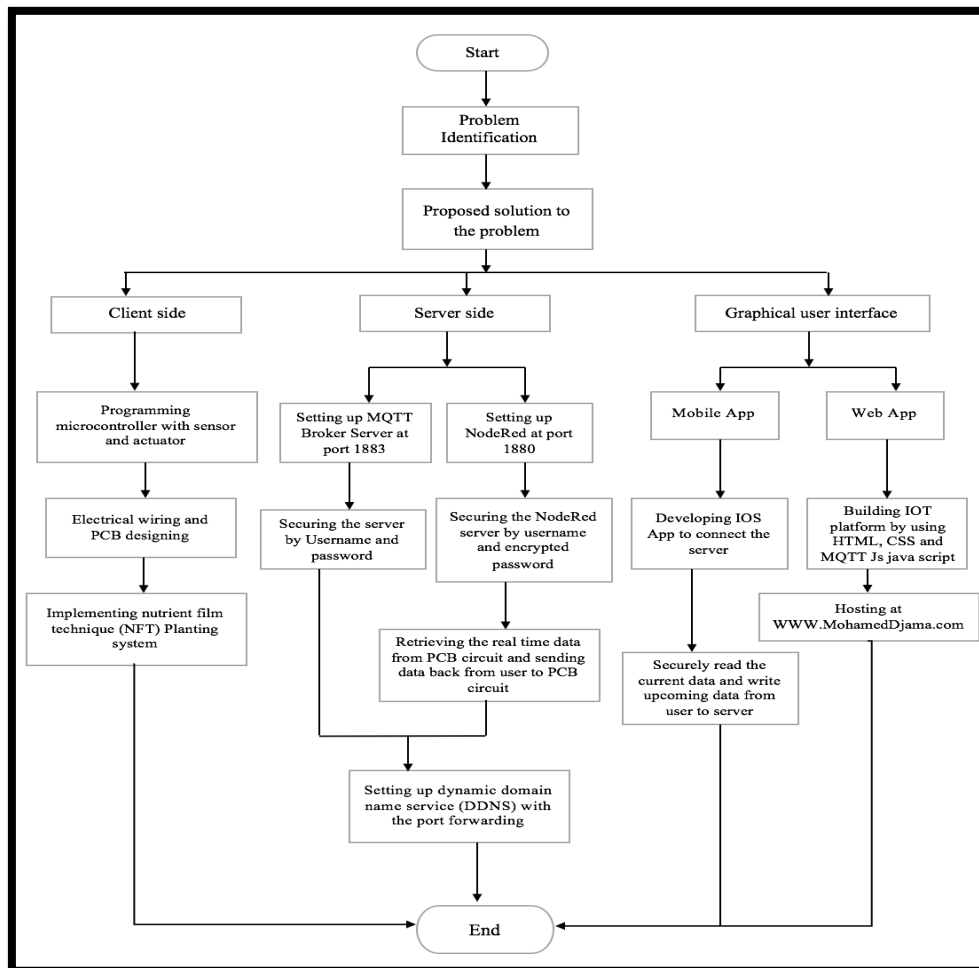 Start
Problem
Identification
Proposed solution to
the problem
Client side
Server side
Graphical user interface
Programming
microcontroller with sensor
and actuator
Setting up MQTT
Broker Server at
port 1883
Setting up
NodeRed at port
1880
Mobile App
Web App
Electrical wiring and
PCB designing
Securing the server
by Username and
password
Securing the NodeRed
server by username
and encrypted
password
Developing IOS
App to connect the
server
Building IOT
platform by using
HTML, CSS and
MQTT Js java script
Implementing nutrient film
technique (NFT) Planting
system
Retrieving the real time data
from PCB circuit and sending
data back from user to PCB
circuit
Securely read the
current data and write
upcoming data from
user to server
Hosting at
WWW.MohamedDjama.com
Setting up dynamic domain
name service (DDNS) with
the port forwarding
End